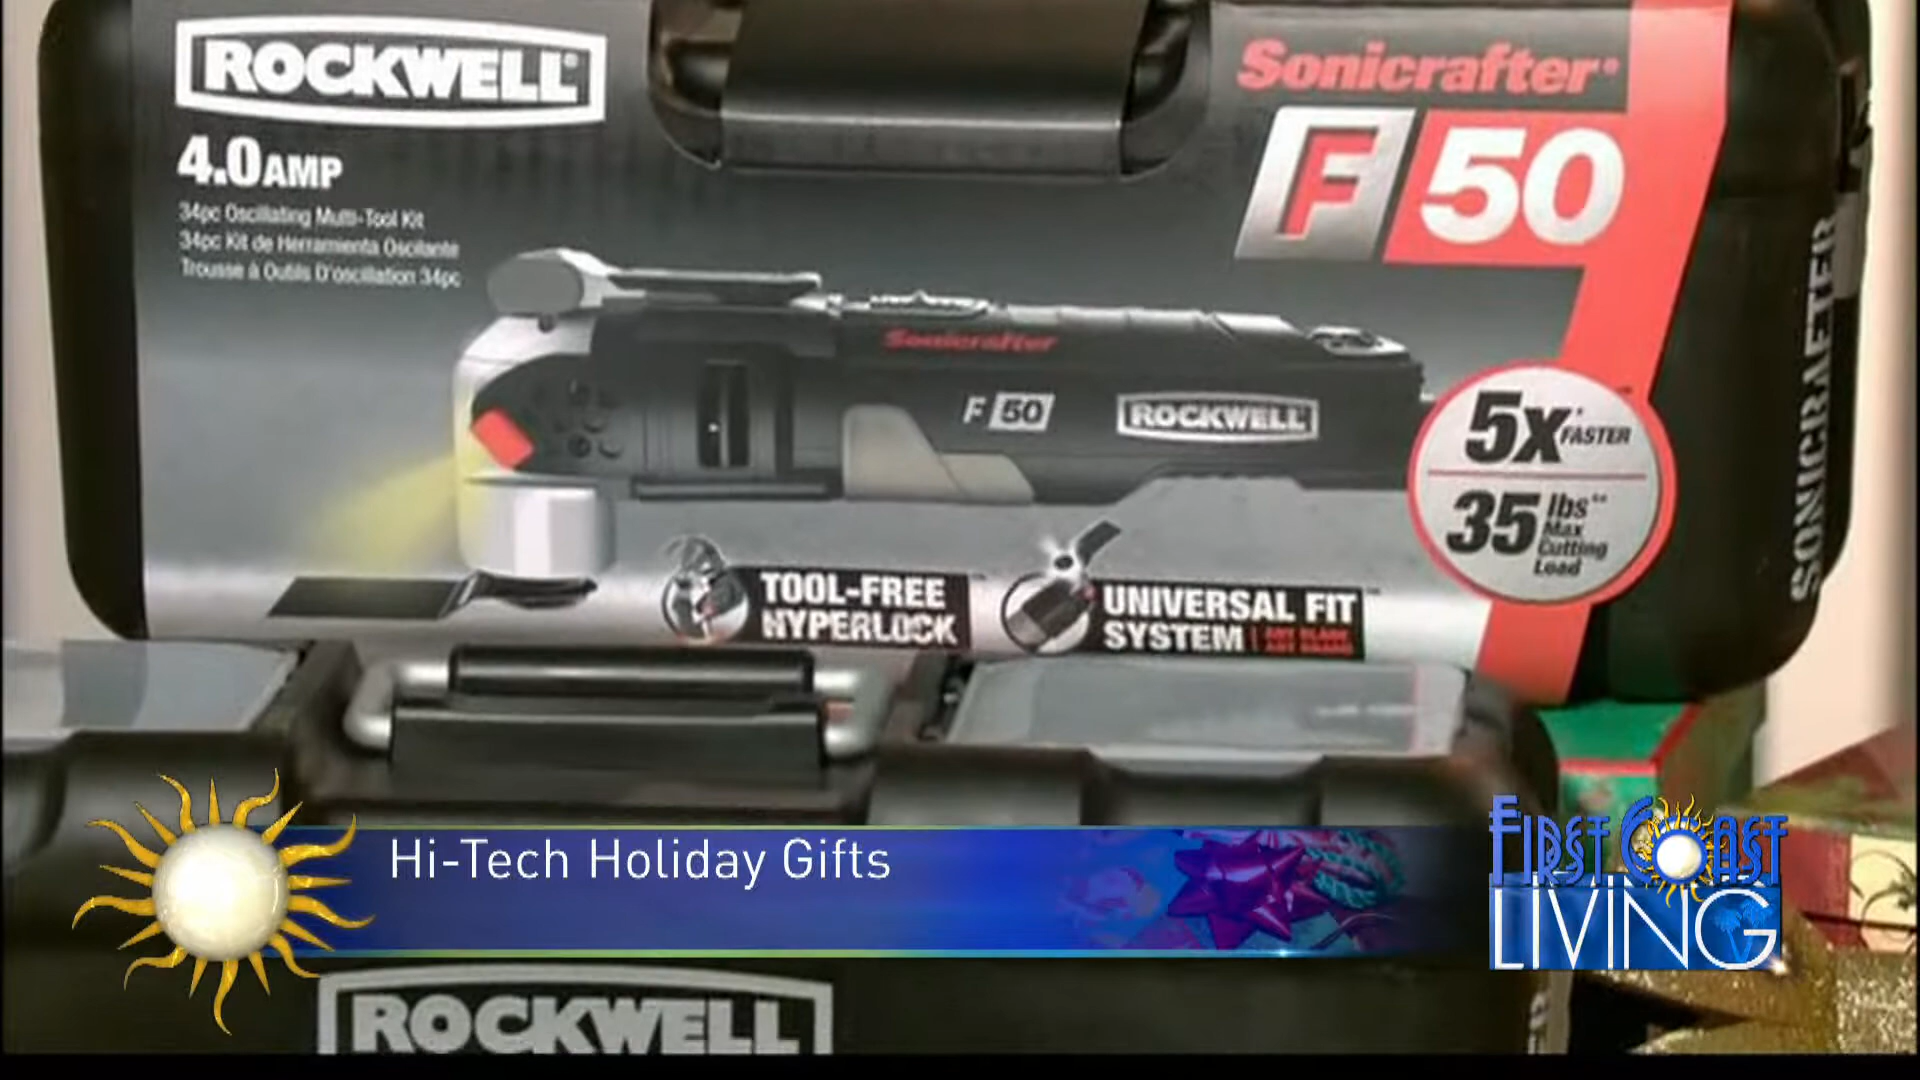 ROCKWELL®
4.0 AMP
34pc Oscillating Multi-Tool Kit
34pc Kit de Herramienta Oscilante
Trousse à Outils D'oscillation 34pc
Sonicrafter®
F 50
Sonicrafter
F 50
ROCKWELL
5x* FASTER
35 lbs** Max Cutting Load
TOOL-FREE
HYPERLOCK
UNIVERSAL FIT
SYSTEM
SONICRAFTER
Hi-Tech Holiday Gifts
FIRST COAST
LIVING
ROCKWELL